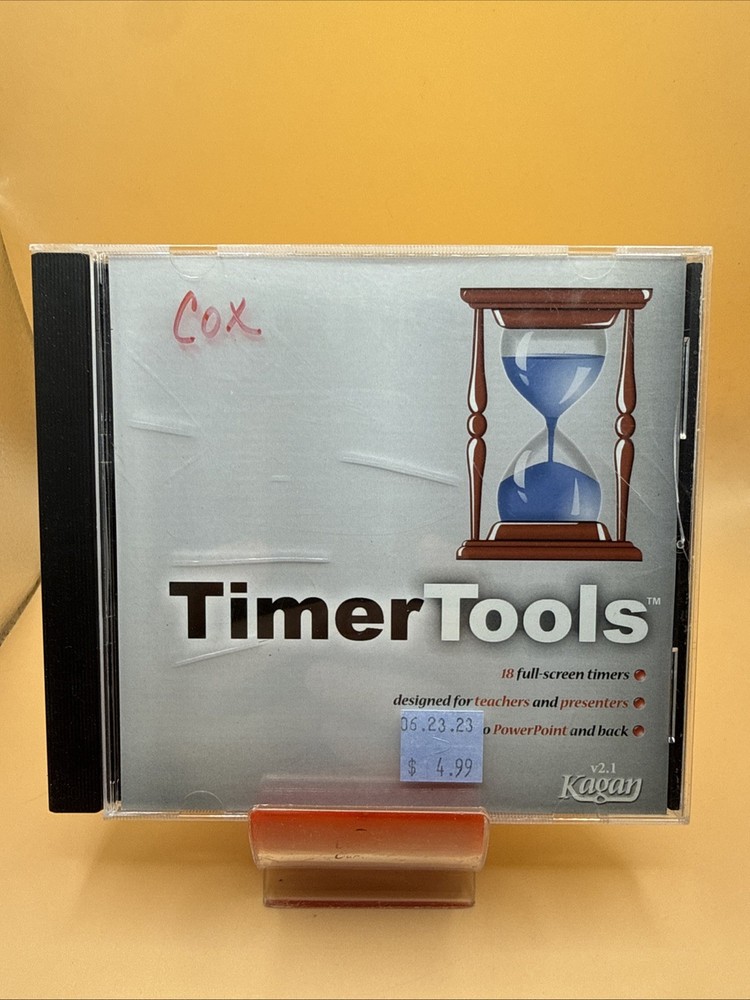 Cox
TimerTools™
18 full-screen timers
designed for teachers and presenters
o PowerPoint and back
06.23.23
$ 4.99
v2.1
Kagan